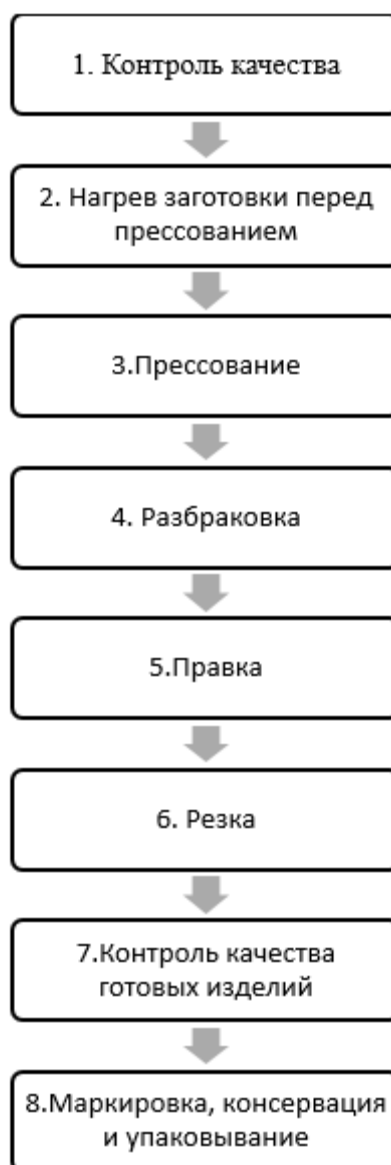 1. Контроль качества
2. Нагрев заготовки перед
прессованием
3.Прессование
4. Разбраковка
5.Правка
6. Резка
7.Контроль качества
готовых изделий
8.Маркировка, консервация
и упаковывание